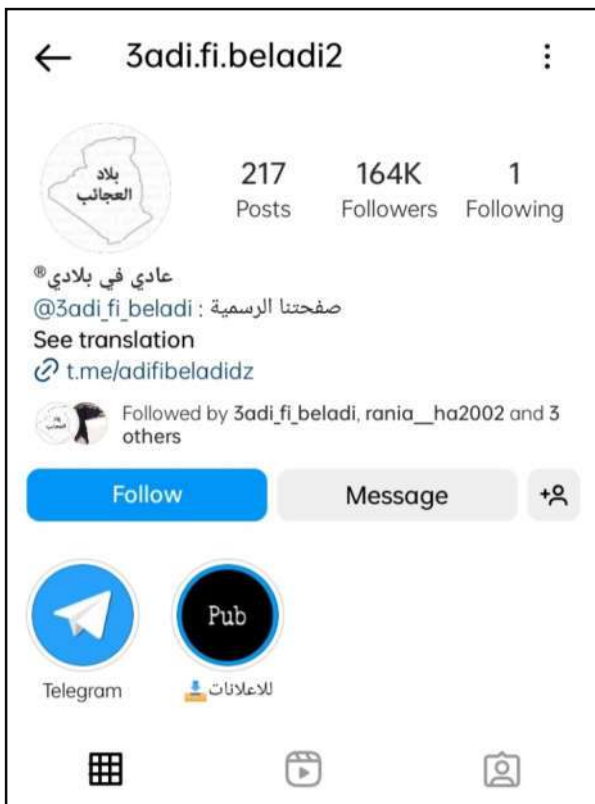 3adi.fi.beladi2
بلاد
العجائب
217 164K 1
Posts Followers Following
عادي في بلادي®
صفحتنا الرسمية : @3adi_fi_beladi
See translation
t.me/adifibeladidz
Followed by 3adi_fi_beladi, rania__ha2002 and 3
others
Follow Message
Pub
Telegram للاعلانات